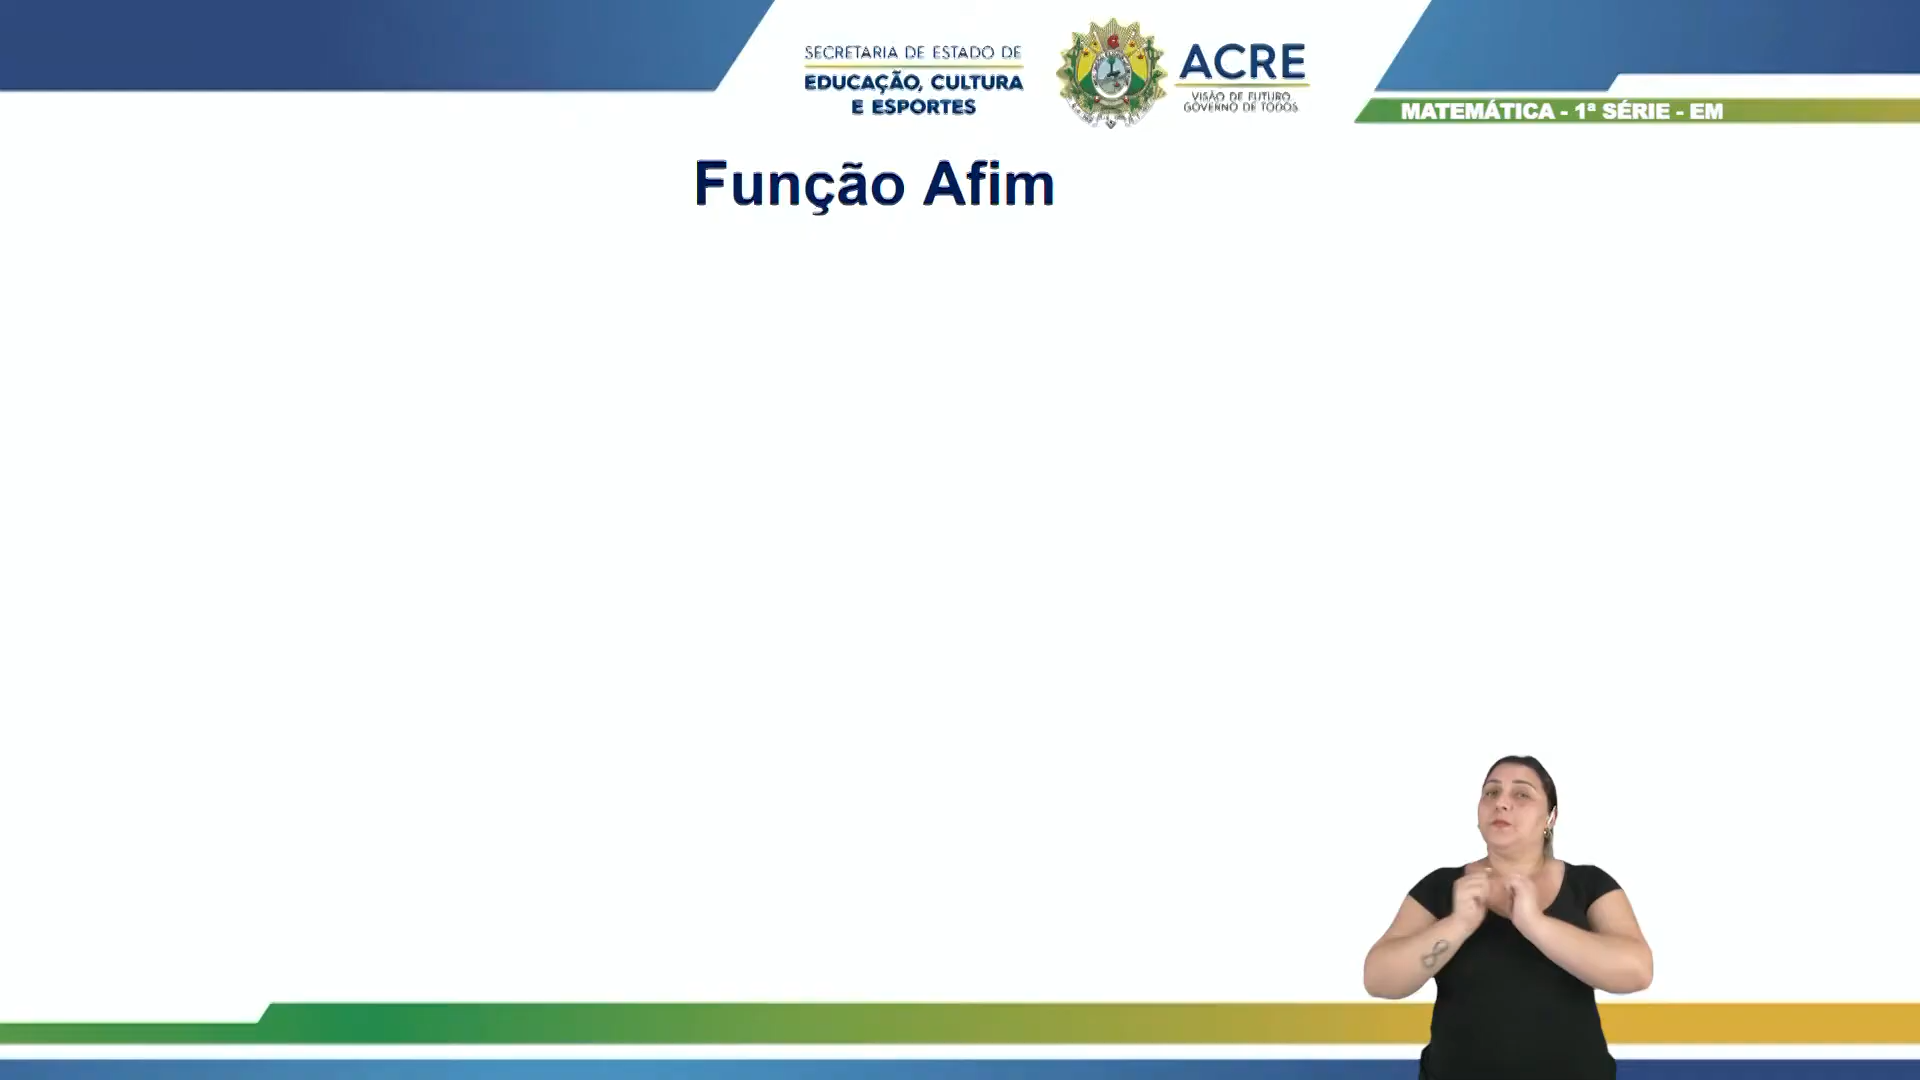 SECRETARIA DE ESTADO DE
EDUCAÇÃO, CULTURA
E ESPORTES
ACRE
VISÃO DE FUTURO
GOVERNO DE TODOS
MATEMÁTICA - 1ª SÉRIE - EM
Função Afim